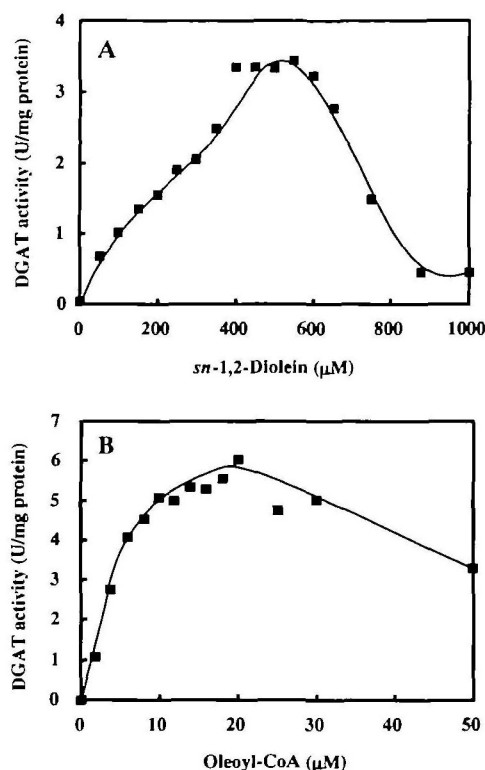 A
DGAT activity (U/mg protein)
4
3
2
1
0
0 200 400 600 800 1000
sn-1,2-Diolein (μM)
B
DGAT activity (U/mg protein)
7
6
5
4
3
2
1
0
0 10 20 30 40 50
Oleoyl-CoA (μM)